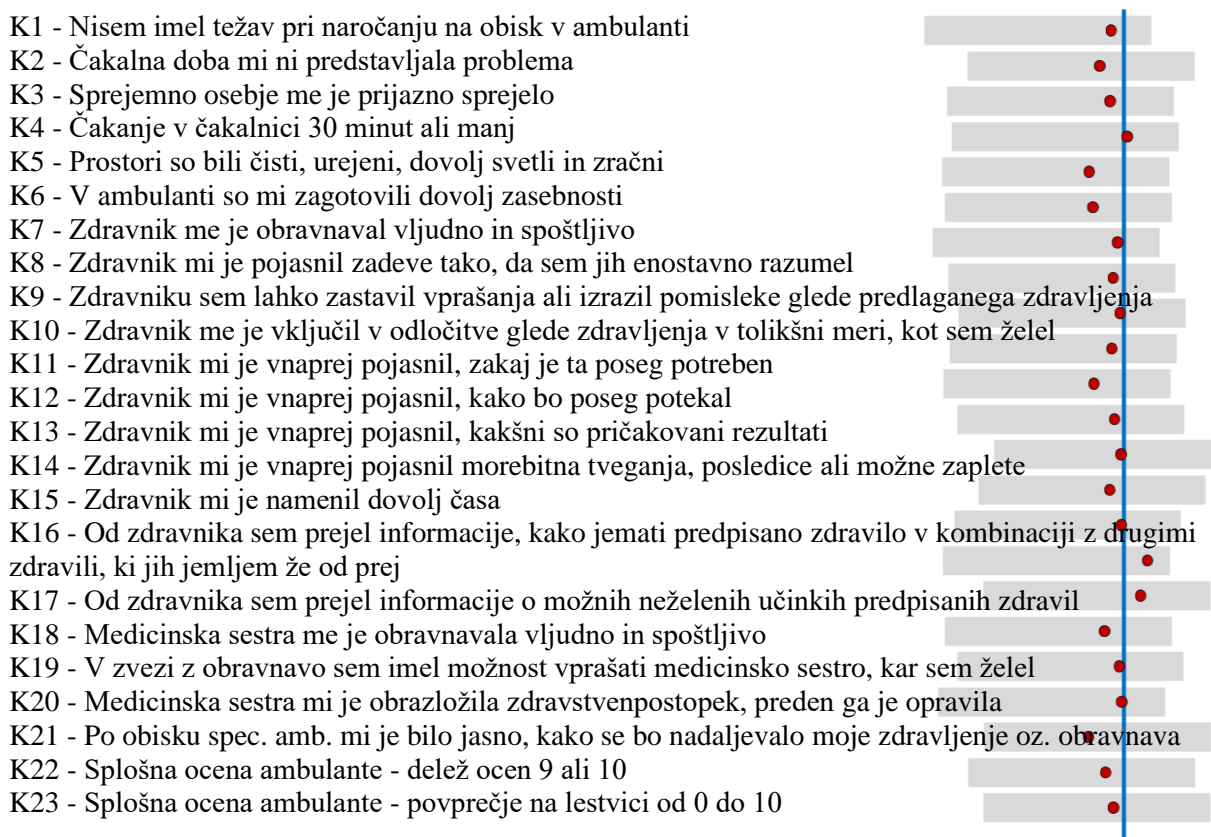 K1 - Nisem imel težav pri naročanju na obisk v ambulanti
K2 - Čakalna doba mi ni predstavljala problema
K3 - Sprejemno osebje me je prijazno sprejelo
K4 - Čakanje v čakalnici 30 minut ali manj
K5 - Prostori so bili čisti, urejeni, dovolj svetli in zračni
K6 - V ambulanti so mi zagotovili dovolj zasebnosti
K7 - Zdravnik me je obravnaval vljudno in spoštljivo
K8 - Zdravnik mi je pojasnil zadeve tako, da sem jih enostavno razumel
K9 - Zdravniku sem lahko zastavil vprašanja ali izrazil pomisleke glede predlaganega zdravljenja
K10 - Zdravnik me je vključil v odločitve glede zdravljenja v tolikšni meri, kot sem želel
K11 - Zdravnik mi je vnaprej pojasnil, zakaj je ta poseg potreben
K12 - Zdravnik mi je vnaprej pojasnil, kako bo poseg potekal
K13 - Zdravnik mi je vnaprej pojasnil, kakšni so pričakovani rezultati
K14 - Zdravnik mi je vnaprej pojasnil morebitna tveganja, posledice ali možne zaplete
K15 - Zdravnik mi je namenil dovolj časa
K16 - Od zdravnika sem prejel informacije, kako jemati predpisano zdravilo v kombinaciji z drugimi
zdravili, ki jih jemljem že od prej
K17 - Od zdravnika sem prejel informacije o možnih neželenih učinkih predpisanih zdravil
K18 - Medicinska sestra me je obravnavala vljudno in spoštljivo
K19 - V zvezi z obravnavo sem imel možnost vprašati medicinsko sestro, kar sem želel
K20 - Medicinska sestra mi je obrazložila zdravstvenpostopek, preden ga je opravila
K21 - Po obisku spec. amb. mi je bilo jasno, kako se bo nadaljevalo moje zdravljenje oz. obravnava
K22 - Splošna ocena ambulante - delež ocen 9 ali 10
K23 - Splošna ocena ambulante - povprečje na lestvici od 0 do 10